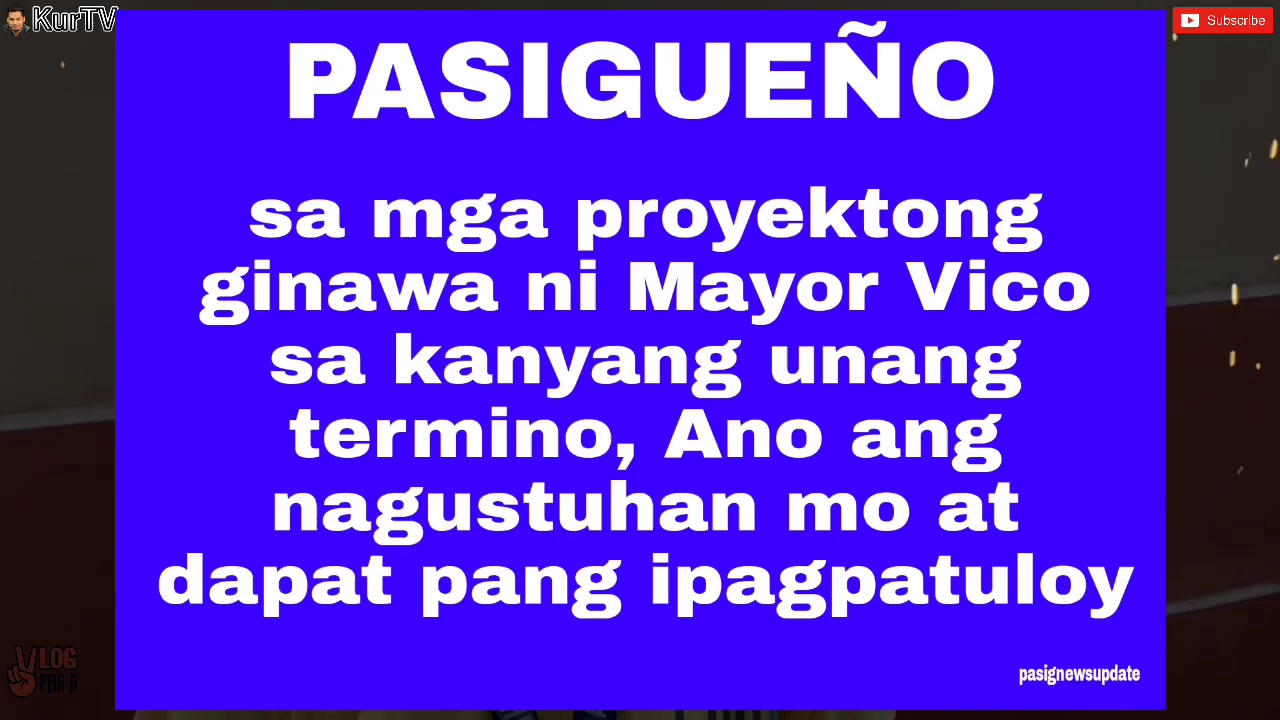 KurTV
Subscribe
PASIGUEÑO
sa mga proyektong
ginawa ni Mayor Vico
sa kanyang unang
termino, Ano ang
nagustuhan mo at
dapat pang ipagpatuloy
pasignewsupdate
VLOG
PASIG